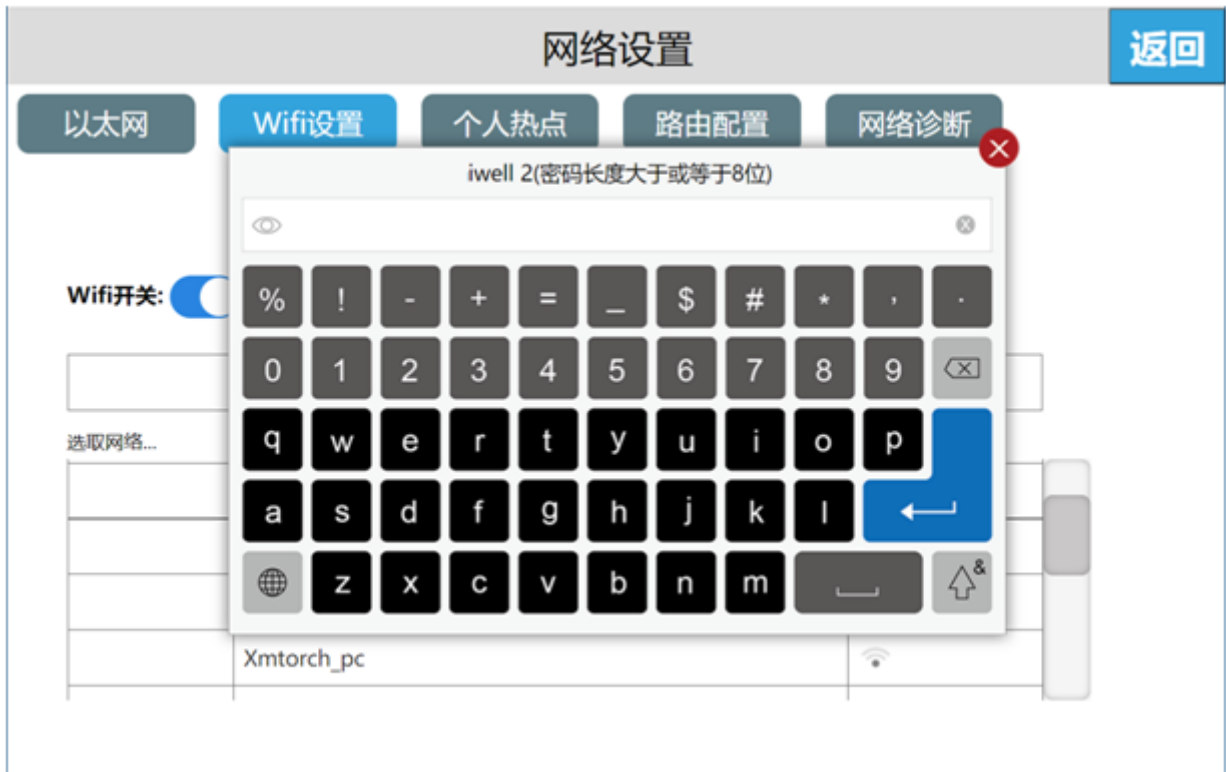 网络设置
返回
以太网 Wifi设置 个人热点 路由配置 网络诊断
iwell 2(密码长度大于或等于8位)
Wifi开关:
% ! - + = _ $ # * , .
0 1 2 3 4 5 6 7 8 9
选取网络...
q w e r t y u i o p
a s d f g h j k l
z x c v b n m
&
Xmtorch_pc